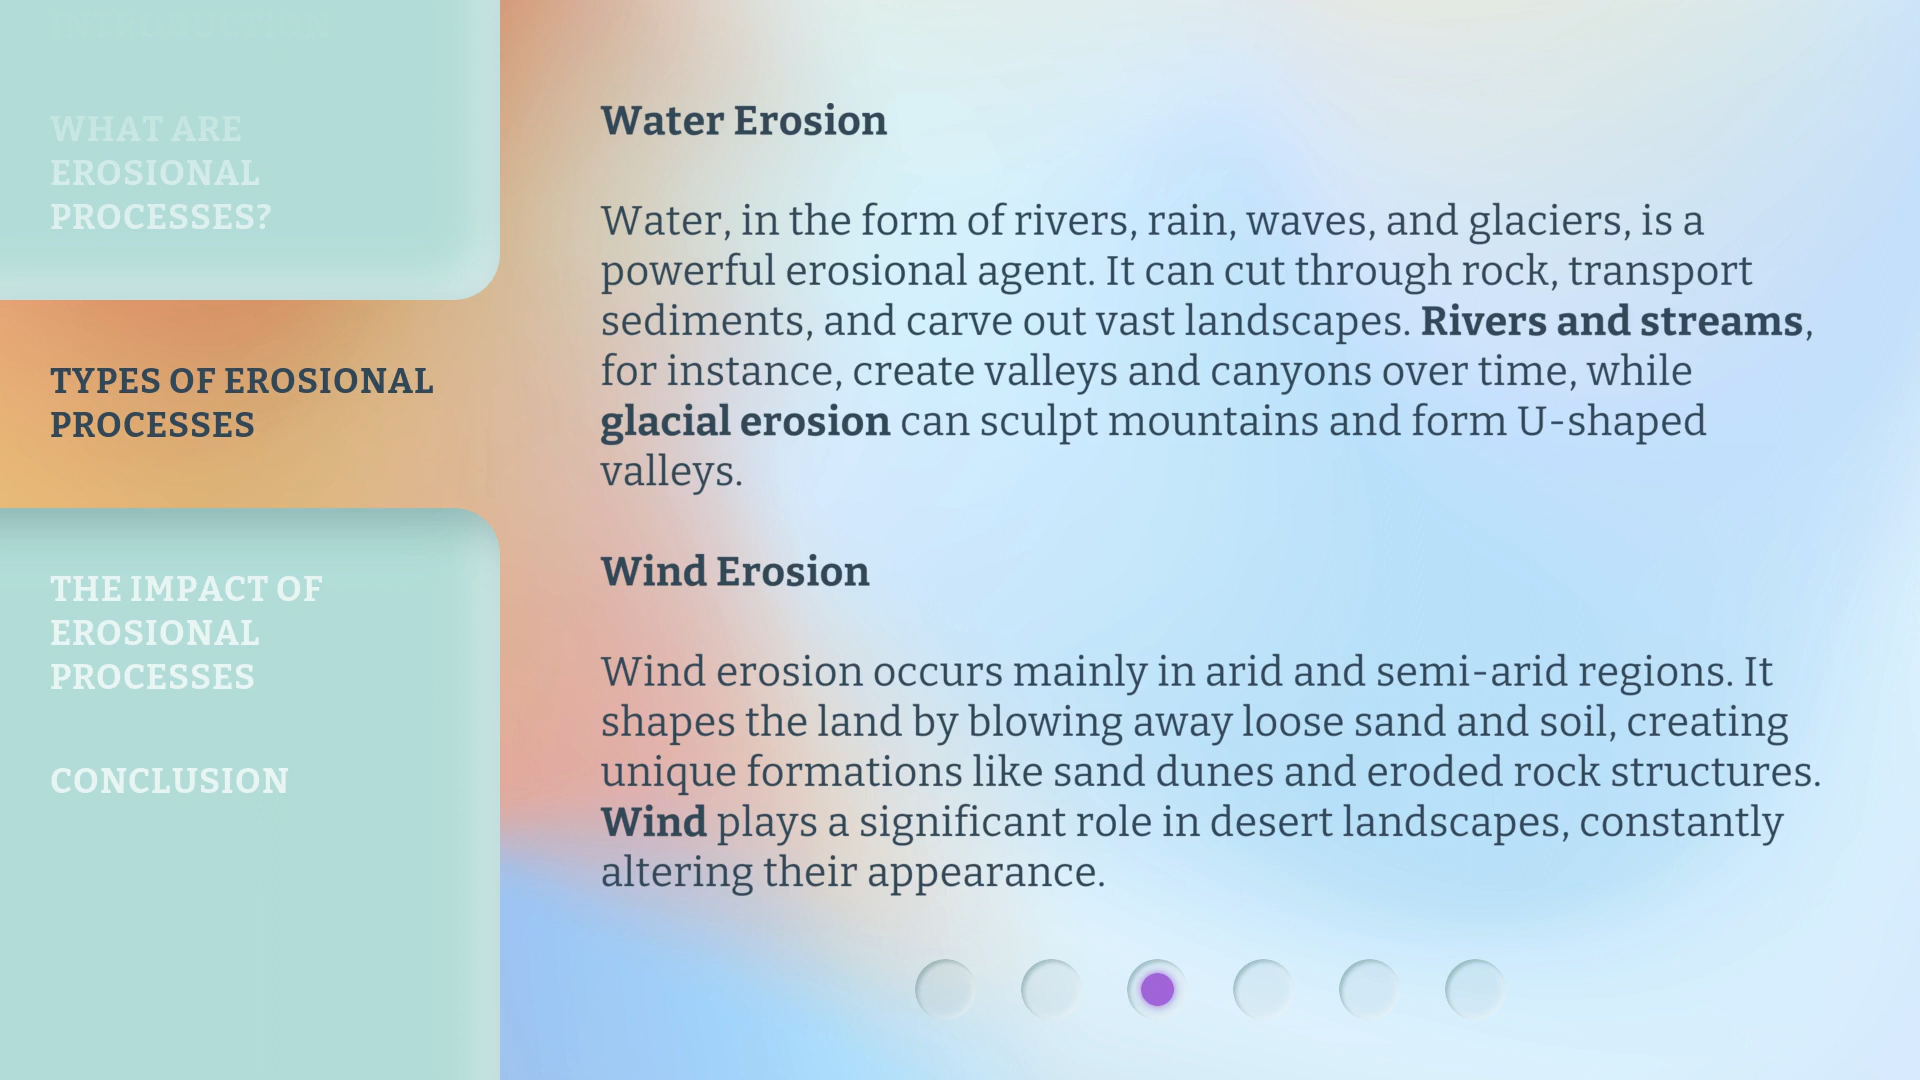 INTRODUCTION
WHAT ARE
EROSIONAL
PROCESSES?
TYPES OF EROSIONAL
PROCESSES
THE IMPACT OF
EROSIONAL
PROCESSES
CONCLUSION
Water Erosion
Water, in the form of rivers, rain, waves, and glaciers, is a
powerful erosional agent. It can cut through rock, transport
sediments, and carve out vast landscapes. Rivers and streams,
for instance, create valleys and canyons over time, while
glacial erosion can sculpt mountains and form U-shaped
valleys.
Wind Erosion
Wind erosion occurs mainly in arid and semi-arid regions. It
shapes the land by blowing away loose sand and soil, creating
unique formations like sand dunes and eroded rock structures.
Wind plays a significant role in desert landscapes, constantly
altering their appearance.